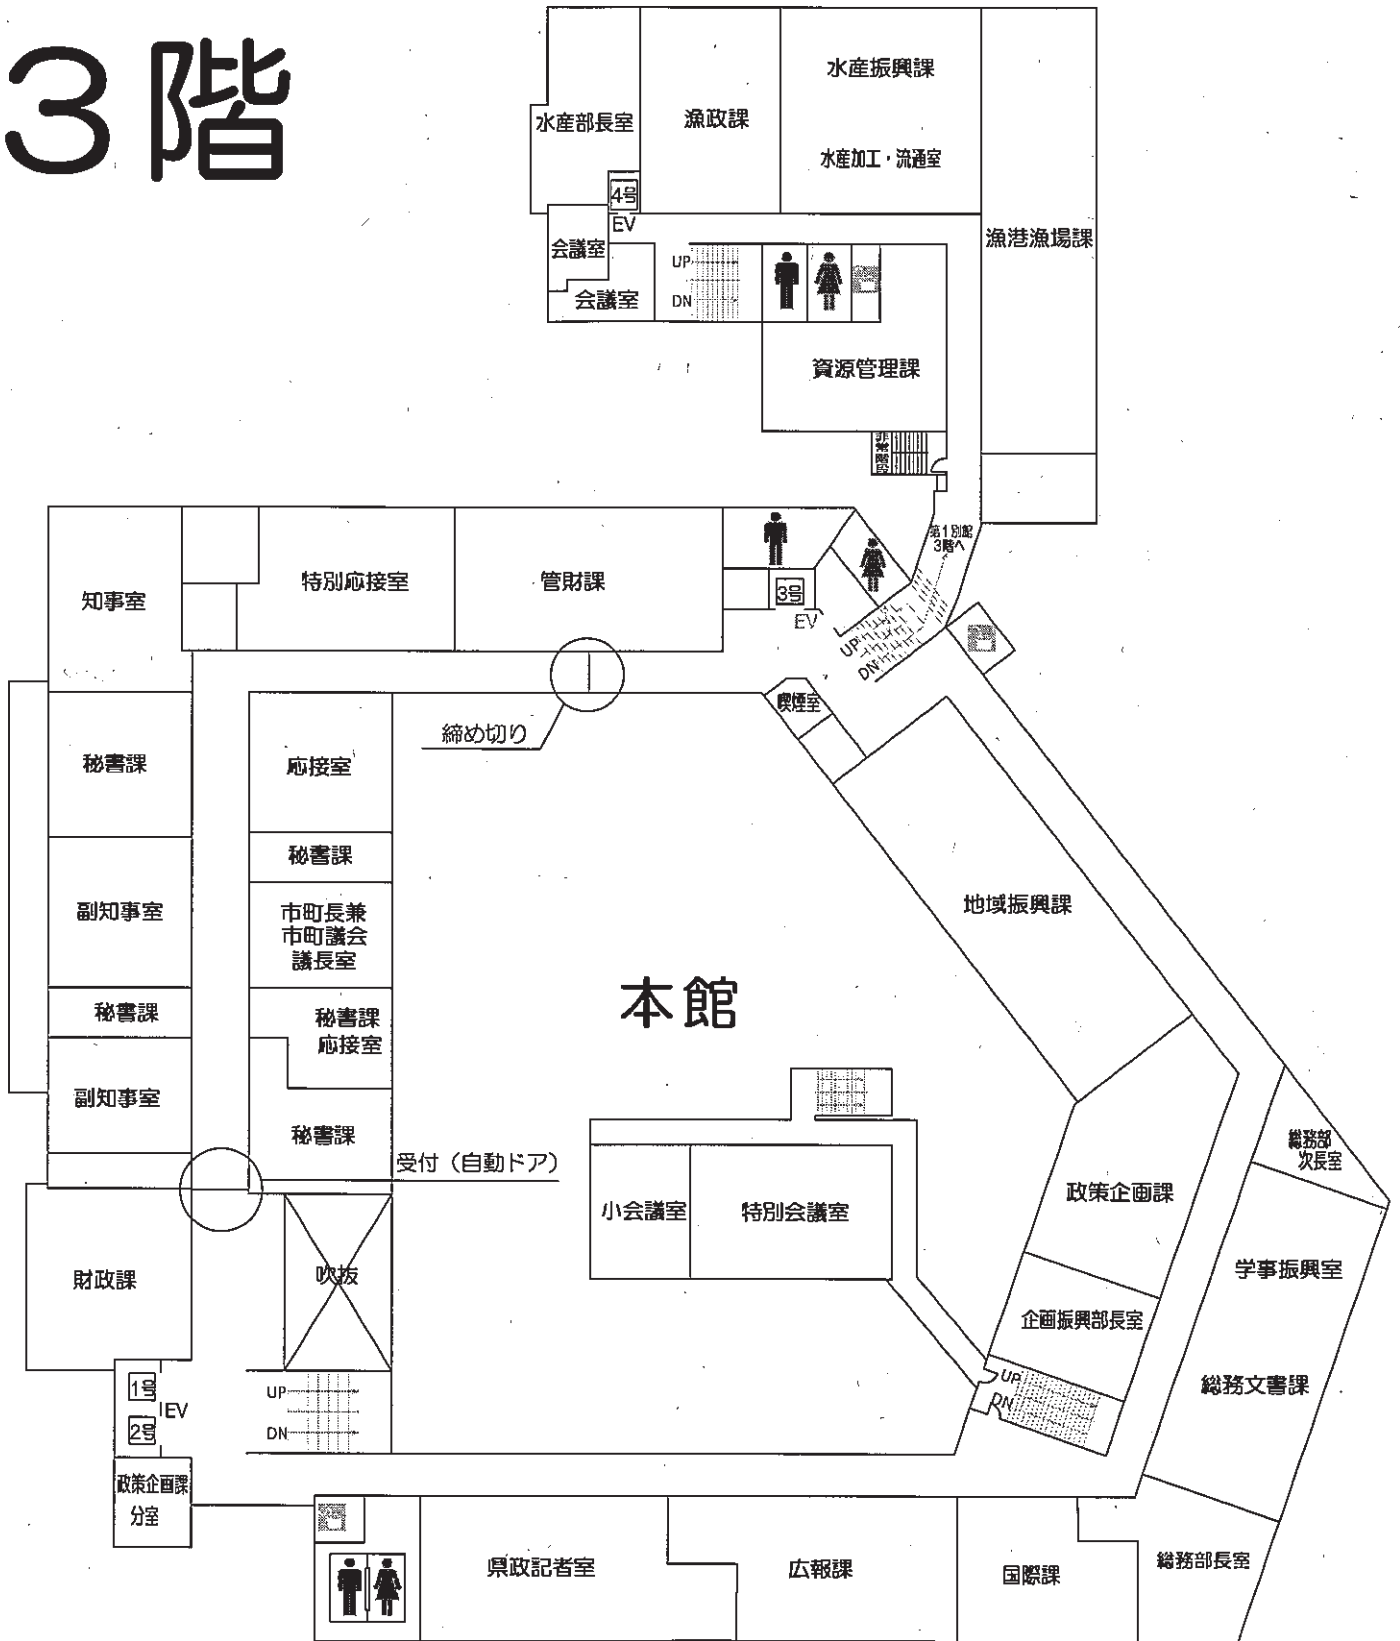 3階
水産部長室
漁政課
水産振興課
水産加工・流通室
漁港漁場課
4号
EV
会議室
会議室
UP
DN
資源管理課
非常階段
第1別館
3階へ
知事室
特別応接室
管財課
3号
EV
UP
DN
喫煙室
締め切り
秘書課
応接室
秘書課
副知事室
市町長兼
市町議会
議長室
地域振興課
本館
秘書課
秘書課
応接室
副知事室
秘書課
受付（自動ドア）
総務部
次長室
政策企画課
小会議室
特別会議室
財政課
吹抜
学事振興室
企画振興部長室
総務文書課
1号
EV
2号
UP
DN
UP
DN
政策企画課
分室
県政記者室
広報課
国際課
総務部長室